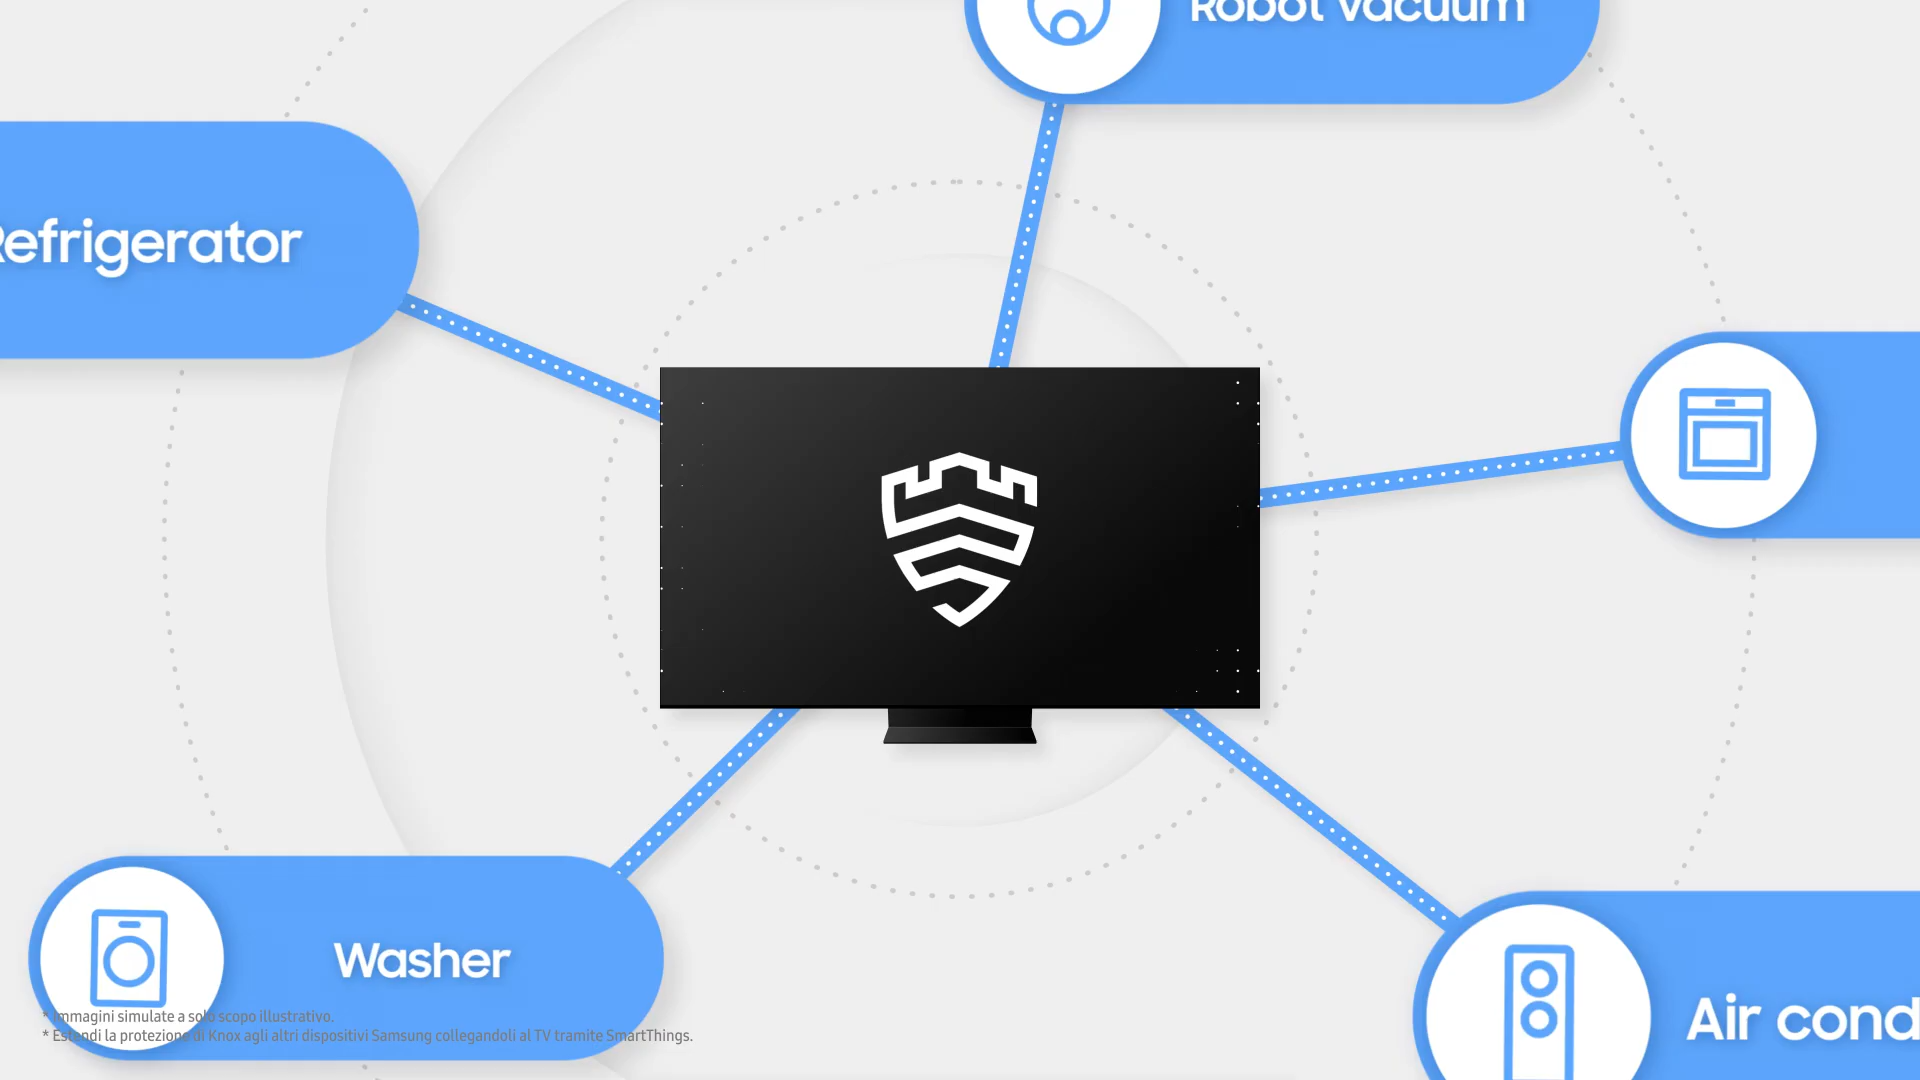 Robot Vacuum
Refrigerator
Washer
Air cond
* Immagini simulate a solo scopo illustrativo.
* Estendi la protezione di Knox agli altri dispositivi Samsung collegandoli al TV tramite SmartThings.